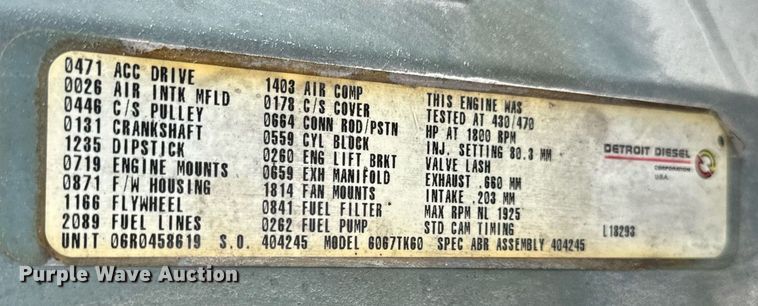 0471 ACC DRIVE
0026 AIR INTK MFLD
0446 C/S PULLEY
0131 CRANKSHAFT
1235 DIPSTICK
0719 ENGINE MOUNTS
0871 F/W HOUSING
1166 FLYWHEEL
2089 FUEL LINES
1403 AIR COMP
0178 C/S COVER
0664 CONN ROD/PSTN
0559 CYL BLOCK
0260 ENG LIFT BRKT
0659 EXH MANIFOLD
1814 FAN MOUNTS
0841 FUEL FILTER
0262 FUEL PUMP
THIS ENGINE WAS
TESTED AT 430/470
HP AT 1800 RPM
INJ. SETTING 80.3 MM
VALVE LASH
EXHAUST .660 MM
INTAKE .203 MM
MAX RPM NL 1925
STD CAM TIMING
UNIT 06R0458619 S.O. 404245 MODEL 6067TK60 SPEC ABR ASSEMBLY 404245
DETROIT DIESEL
CORPORATION
U.S.A.
L18293
Purple Wave Auction